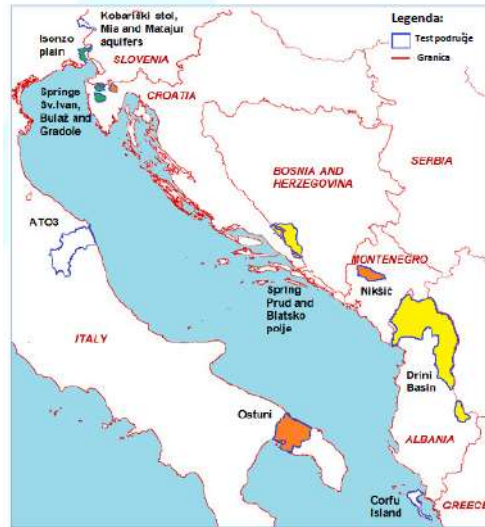 Kobariški stol,
Mia and Matajur
aquifers
Isonzo
plain
SLOVENIA
CROATIA
Springs
Sv.Ivan,
Bulaž and
Gradole
Legenda:
Test područje
Granica
BOSNIA AND
HERZEGOVINA
SERBIA
ATO3
MONTENEGRO
Nikšić
Spring
Prud and
Blatsko
polje
ITALY
Drini
Basin
Ostuni
ALBANIA
Corfu
Island
GREECE